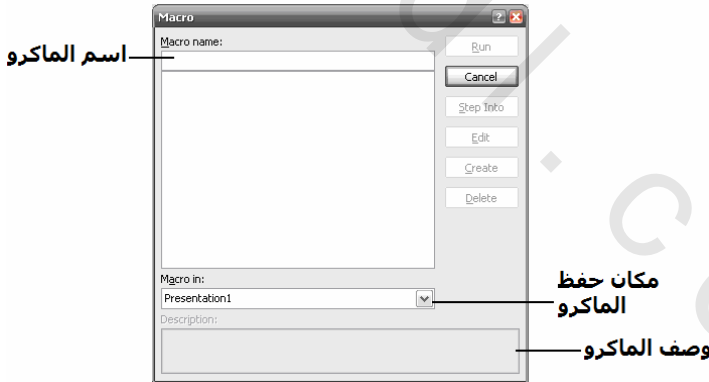 Macro
Macro name:
اسم الماكرو
Run
Cancel
Step Into
Edit
Create
Delete
Macro in:
Presentation1
مكان حفظ
الماكرو
Description:
وصف الماكرو